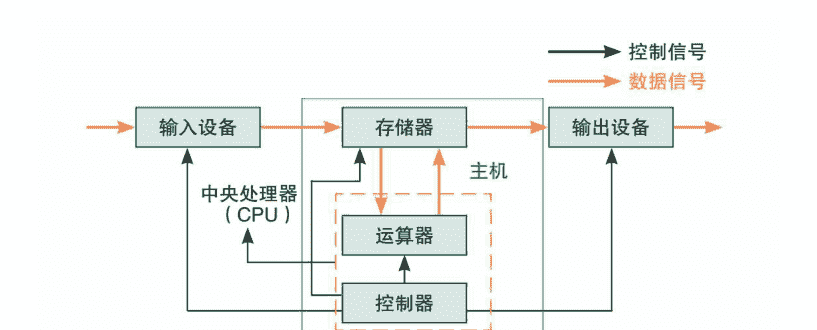 控制信号
数据信号
输入设备
存储器
输出设备
主机
中央处理器
（CPU）
运算器
控制器